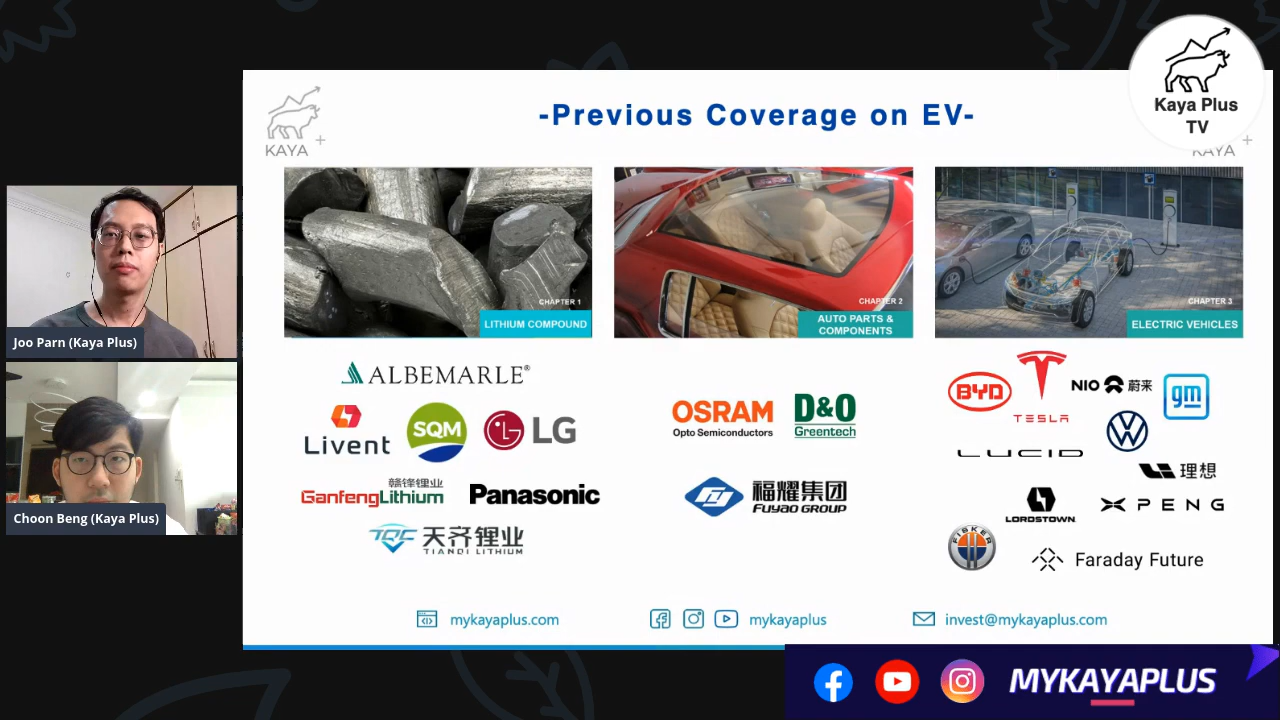 Kaya Plus
TV
KAYA
KAYA
-Previous Coverage on EV-
Joo Parn (Kaya Plus)
Choon Beng (Kaya Plus)
CHAPTER 1
LITHIUM COMPOUND
CHAPTER 2
AUTO PARTS &
COMPONENTS
CHAPTER 3
ELECTRIC VEHICLES
ALBEMARLE®
Livent
SQM
LG
赣锋锂业
GanfengLithium
Panasonic
TQC 天齐锂业
TIANQI LITHIUM
OSRAM
Opto Semiconductors
D&O
Greentech
福耀集团
FUYAO GROUP
BYD
TESLA
NIO 蔚来
gm
LUCID
理想
LORDSTOWN
XPENG
FISKER
Faraday Future
mykayaplus.com
mykayaplus
invest@mykayaplus.com
MYKAYAPLUS